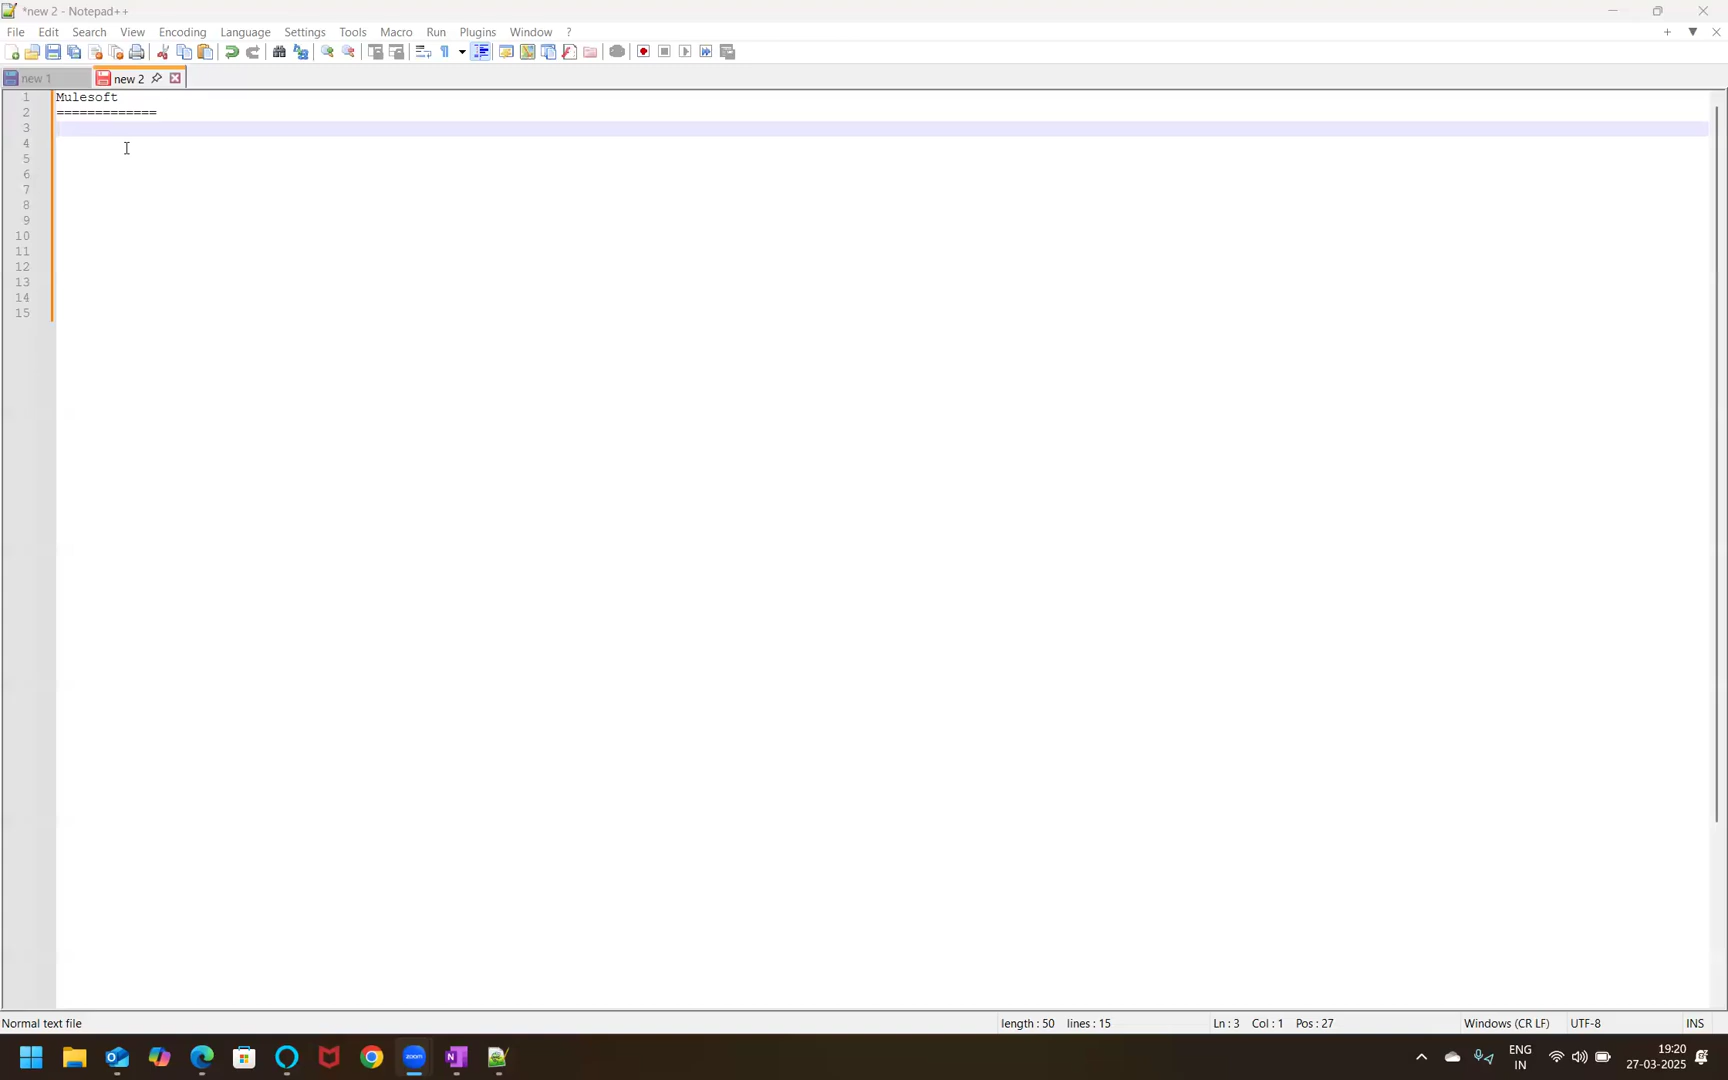 *new 2 - Notepad++
File Edit Search View Encoding Language Settings Tools Macro Run Plugins Window ?
new 1 new 2
1 Mulesoft
2 =============
3
4
5
6
7
8
9
10
11
12
13
14
15
Normal text file length : 50 lines : 15 Ln : 3 Col : 1 Pos : 27 Windows (CR LF) UTF-8 INS
zoom ENG 19:20
IN 27-03-2025